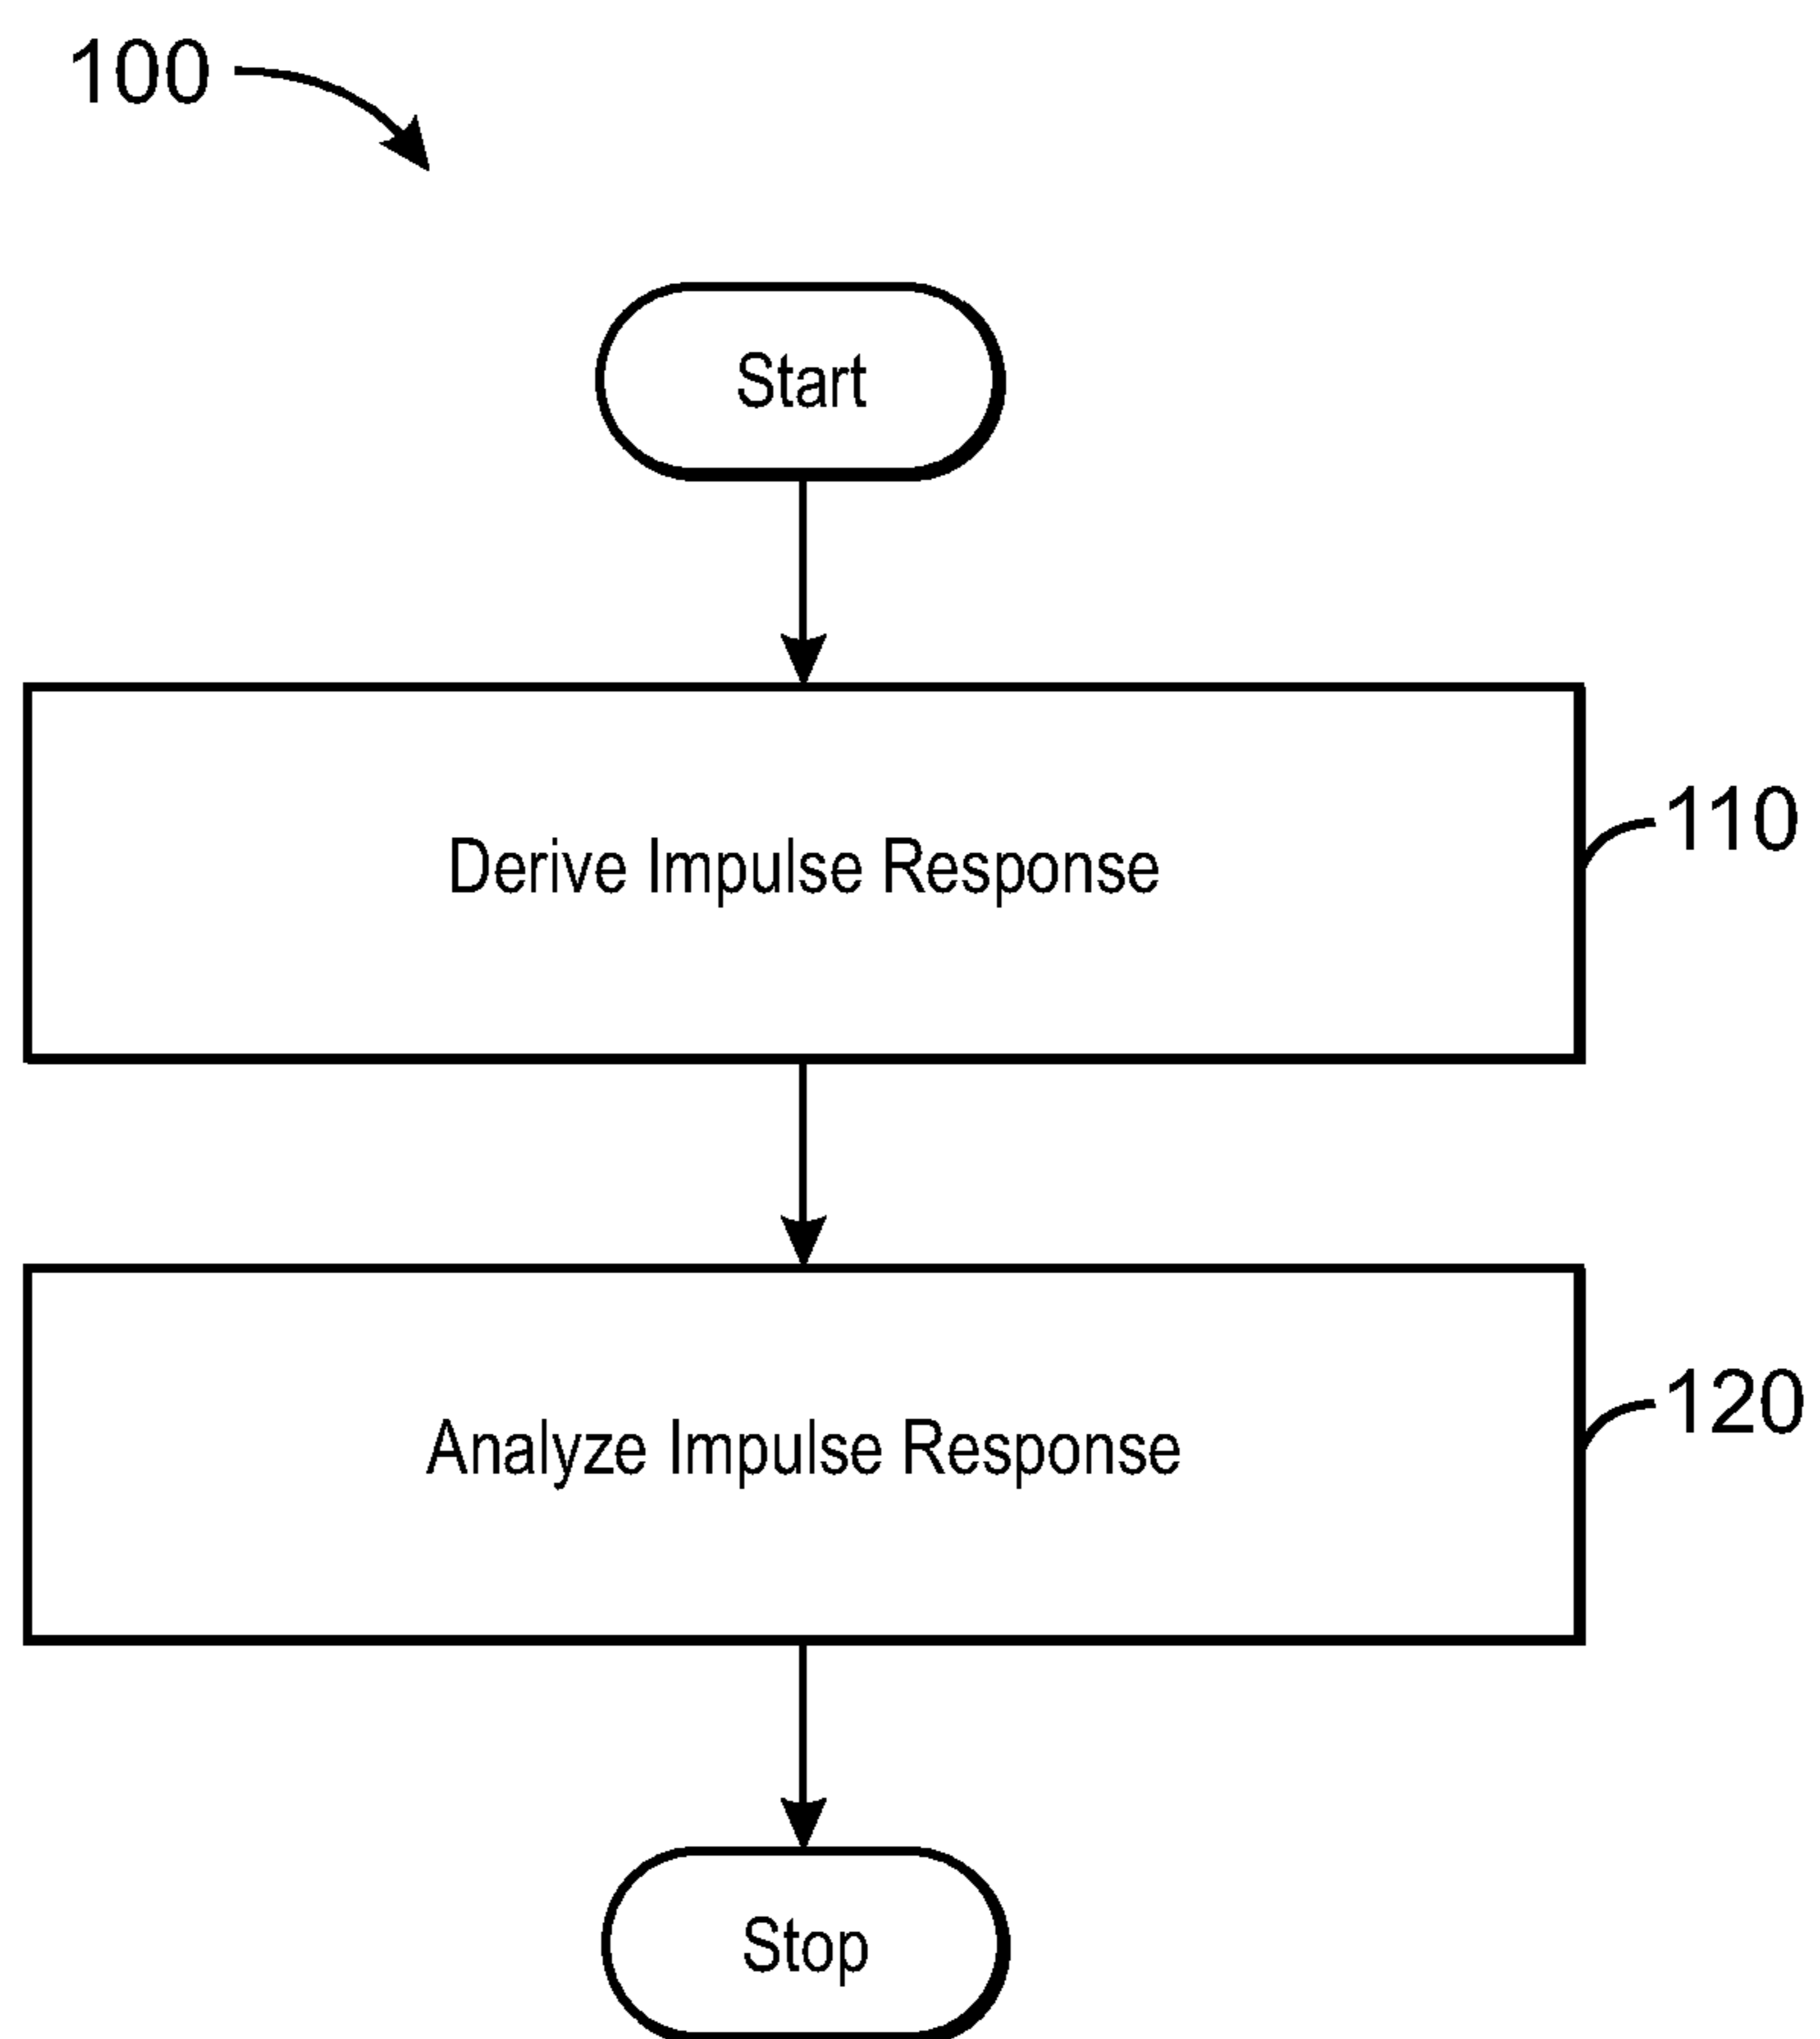 100
Start
Derive Impulse Response
110
Analyze Impulse Response
120
Stop